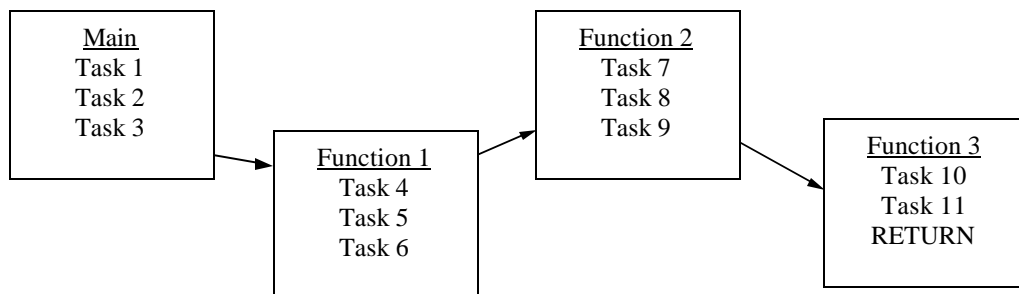 Main
Task 1
Task 2
Task 3
Function 1
Task 4
Task 5
Task 6
Function 2
Task 7
Task 8
Task 9
Function 3
Task 10
Task 11
RETURN